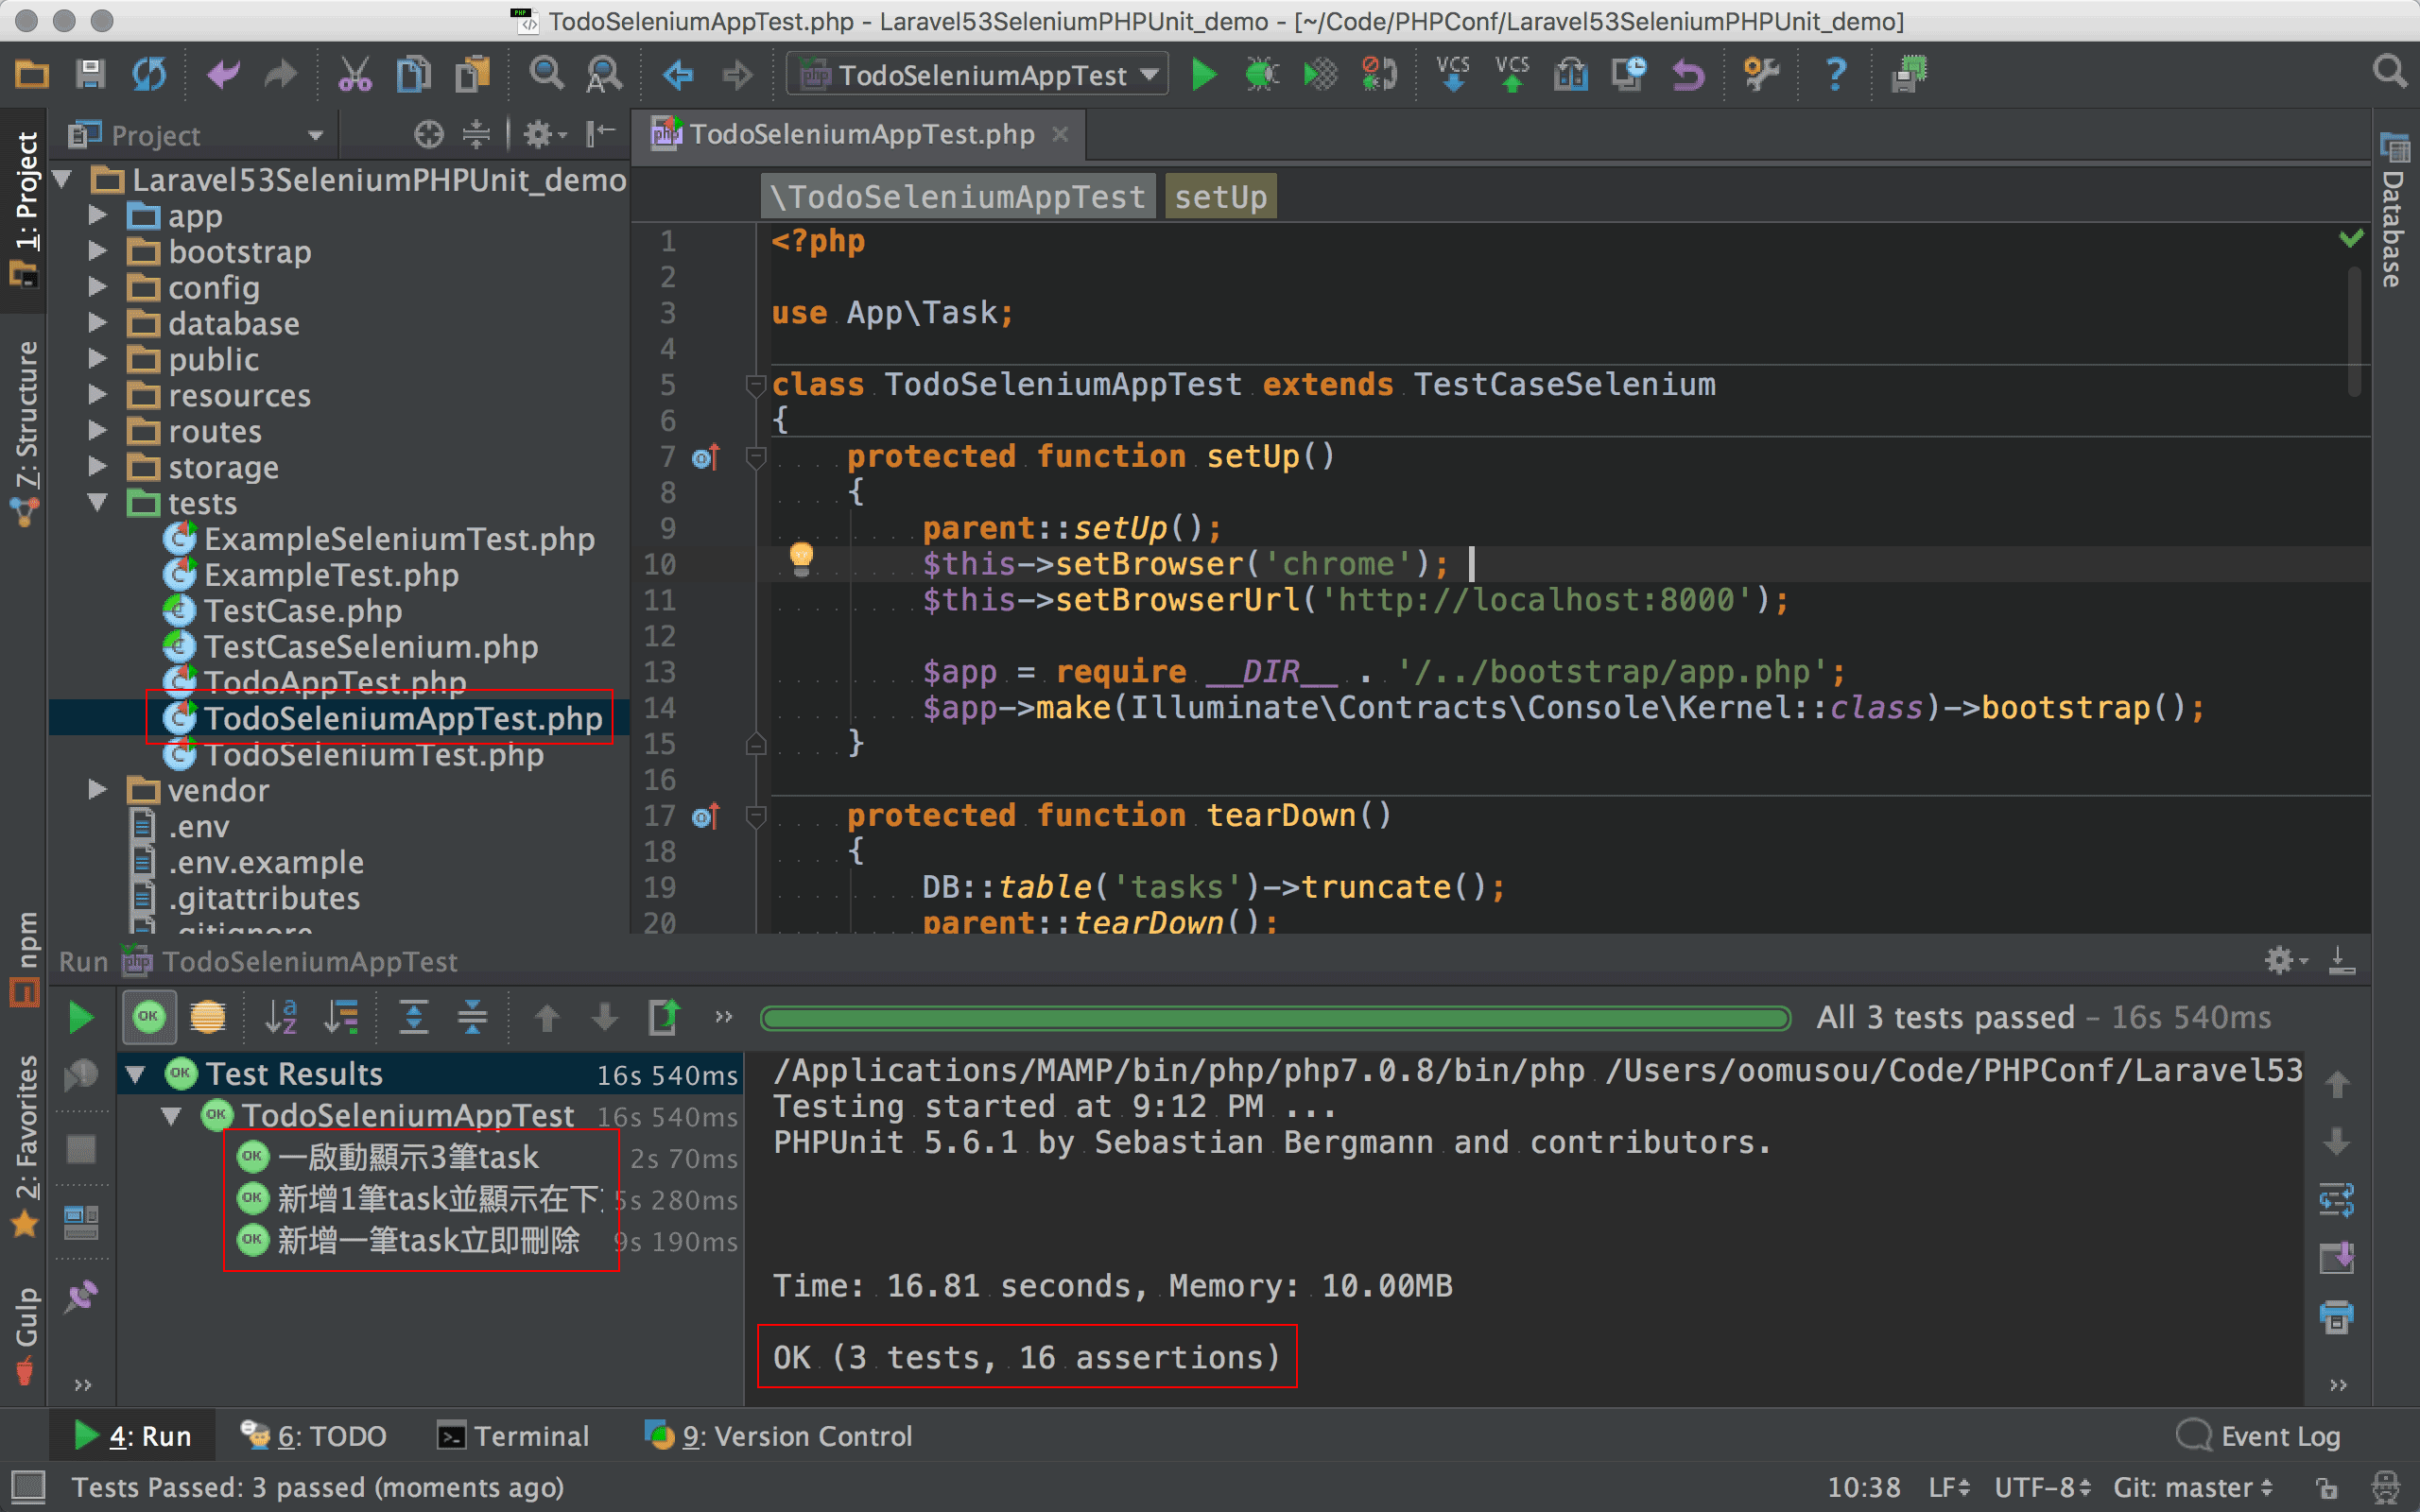 TodoSeleniumAppTest.php - Laravel53SeleniumPHPUnit_demo - [~/Code/PHPConf/Laravel53SeleniumPHPUnit_demo]
TodoSeleniumAppTest
VCS
VCS
Project
TodoSeleniumAppTest.php
1: Project
7: Structure
npm
2: Favorites
Gulp
Database
Laravel53SeleniumPHPUnit_demo
app
bootstrap
config
database
public
resources
routes
storage
tests
ExampleSeleniumTest.php
ExampleTest.php
TestCase.php
TestCaseSelenium.php
TodoAppTest.php
TodoSeleniumAppTest.php
TodoSeleniumTest.php
vendor
.env
.env.example
.gitattributes
.gitignore
\TodoSeleniumAppTest setUp
1 <?php
2
3 use App\Task;
4
5 class TodoSeleniumAppTest extends TestCaseSelenium
6 {
7 protected function setUp()
8 {
9 parent::setUp();
10 $this->setBrowser('chrome');
11 $this->setBrowserUrl('http://localhost:8000');
12
13 $app = require __DIR__ . '/../bootstrap/app.php';
14 $app->make(Illuminate\Contracts\Console\Kernel::class)->bootstrap();
15 }
16
17 protected function tearDown()
18 {
19 DB::table('tasks')->truncate();
20 parent::tearDown();
Run TodoSeleniumAppTest
All 3 tests passed – 16s 540ms
Test Results 16s 540ms
TodoSeleniumAppTest 16s 540ms
一啟動顯示3筆task 2s 70ms
新增1筆task並顯示在下 5s 280ms
新增一筆task立即刪除 9s 190ms
/Applications/MAMP/bin/php/php7.0.8/bin/php /Users/oomusou/Code/PHPConf/Laravel53
Testing started at 9:12 PM ...
PHPUnit 5.6.1 by Sebastian Bergmann and contributors.
Time: 16.81 seconds, Memory: 10.00MB
OK (3 tests, 16 assertions)
4: Run 6: TODO Terminal 9: Version Control Event Log
Tests Passed: 3 passed (moments ago) 10:38 LF UTF-8 Git: master